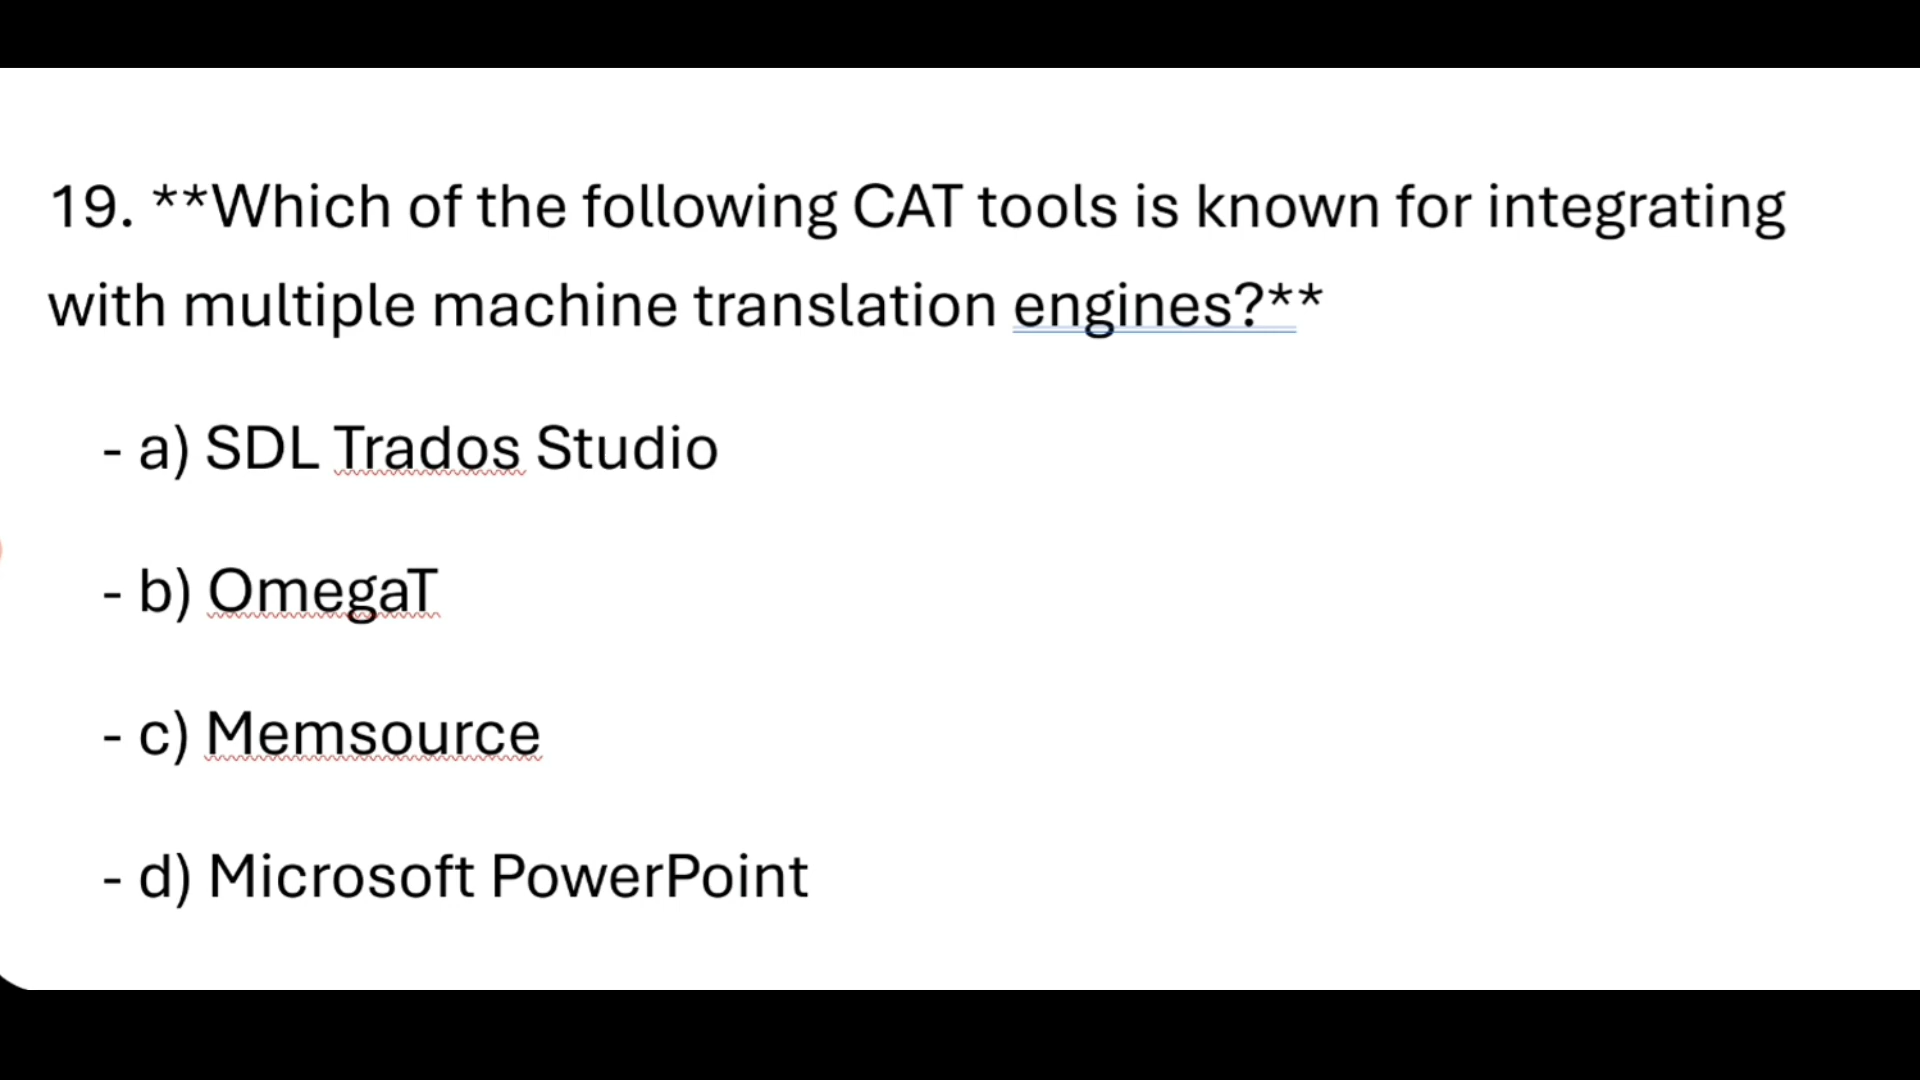 19. **Which of the following CAT tools is known for integrating
with multiple machine translation engines?**
- a) SDL Trados Studio
- b) OmegaT
- c) Memsource
- d) Microsoft PowerPoint